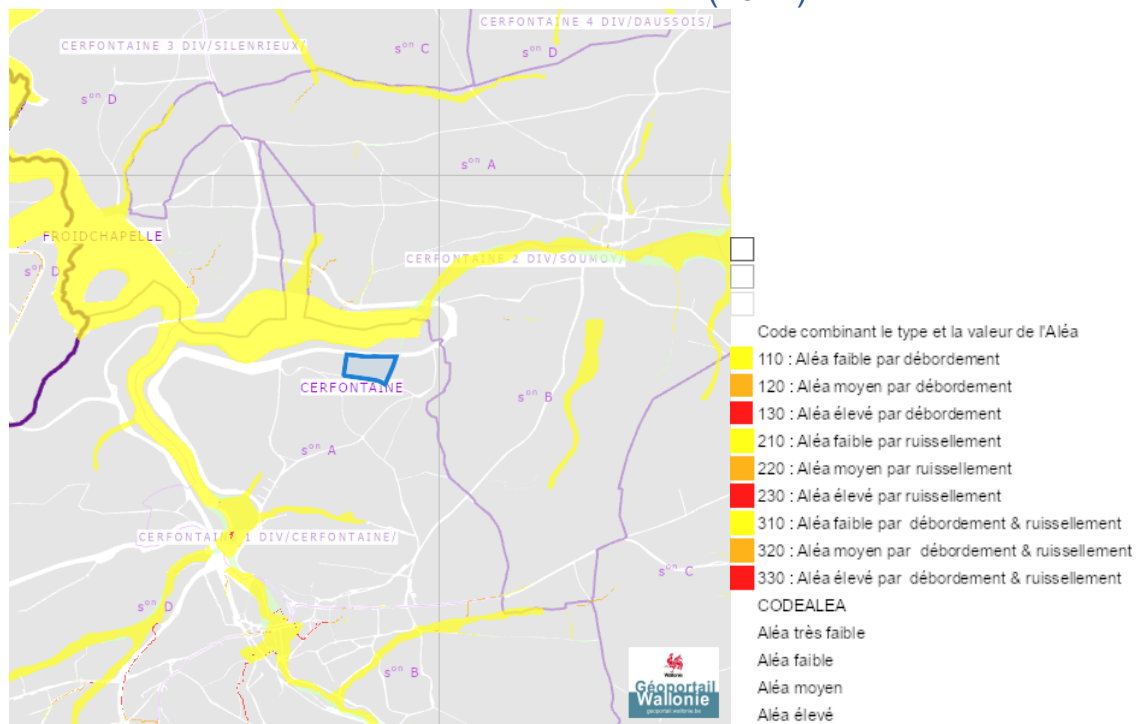 CERFONTAINE 4 DIV/DAUSSOIS/
CERFONTAINE 3 DIV/SILENRIEUX/
sᵒⁿ C
sᵒⁿ D
sᵒⁿ D
sᵒⁿ A
FROIDCHAPELLE
sᵒⁿ D
CERFONTAINE 2 DIV/SOUMOY/
CERFONTAINE
sᵒⁿ B
sᵒⁿ A
CERFONTAINE 1 DIV/CERFONTAINE/
sᵒⁿ C
sᵒⁿ D
sᵒⁿ B
Wallonie
Géoportail
Wallonie
geoportail.wallonie.be
Code combinant le type et la valeur de l'Aléa
110 : Aléa faible par débordement
120 : Aléa moyen par débordement
130 : Aléa élevé par débordement
210 : Aléa faible par ruissellement
220 : Aléa moyen par ruissellement
230 : Aléa élevé par ruissellement
310 : Aléa faible par débordement & ruissellement
320 : Aléa moyen par débordement & ruissellement
330 : Aléa élevé par débordement & ruissellement
CODEALEA
Aléa très faible
Aléa faible
Aléa moyen
Aléa élevé